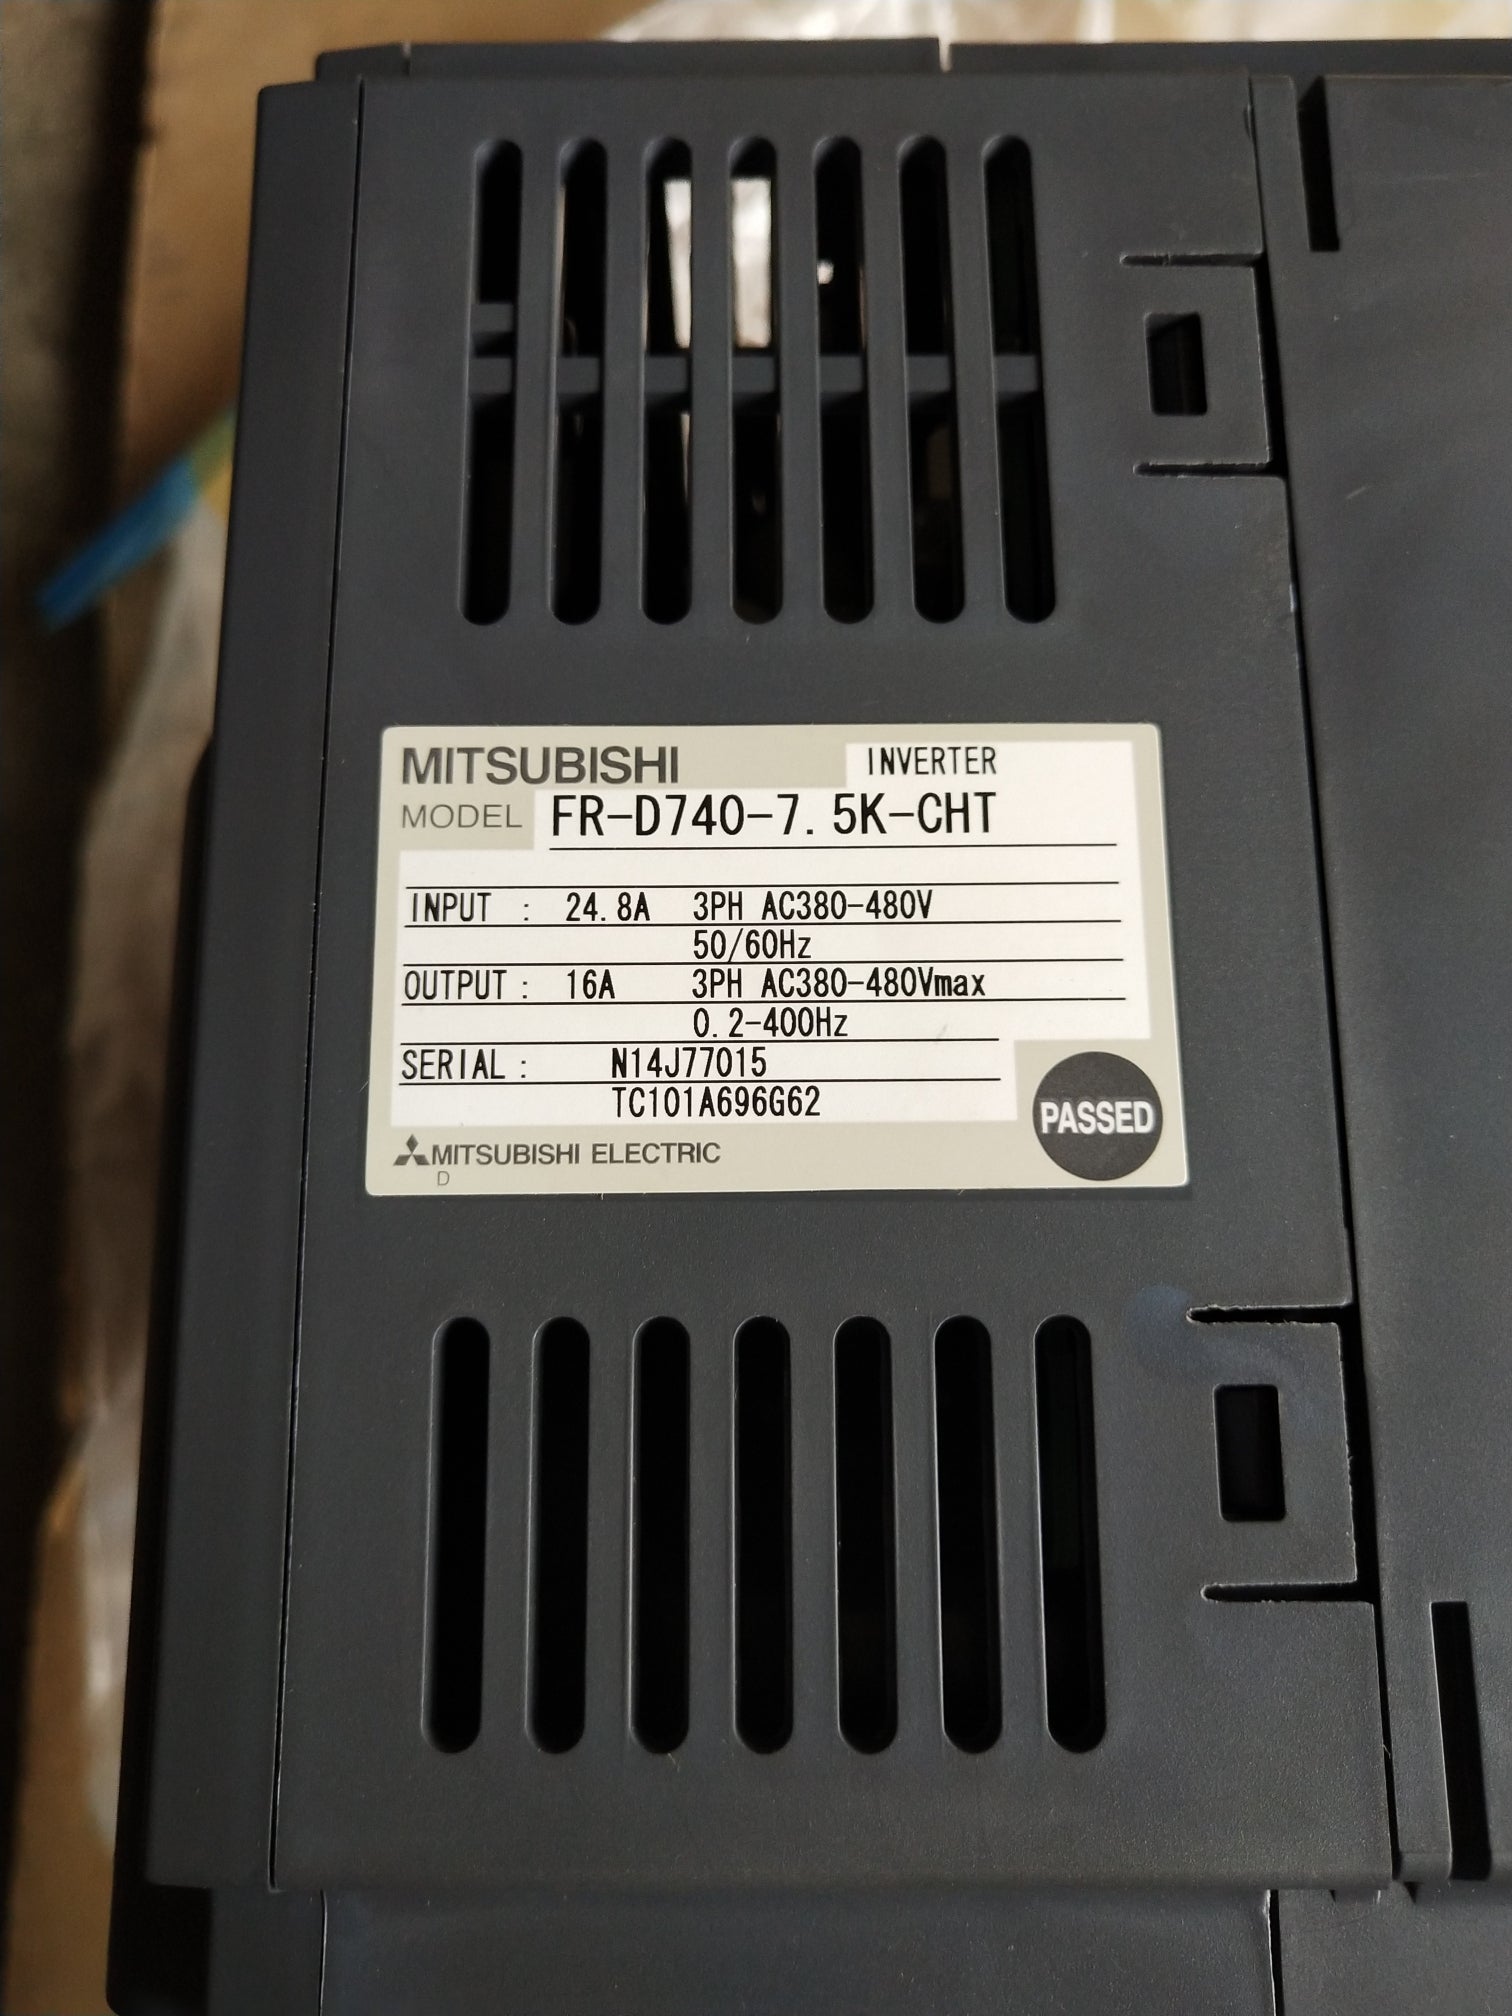 MITSUBISHI INVERTER
MODEL FR-D740-7.5K-CHT
INPUT : 24.8A 3PH AC380-480V
50/60Hz
OUTPUT : 16A 3PH AC380-480Vmax
0.2-400Hz
SERIAL : N14J77015
TC101A696G62
PASSED
MITSUBISHI ELECTRIC
D